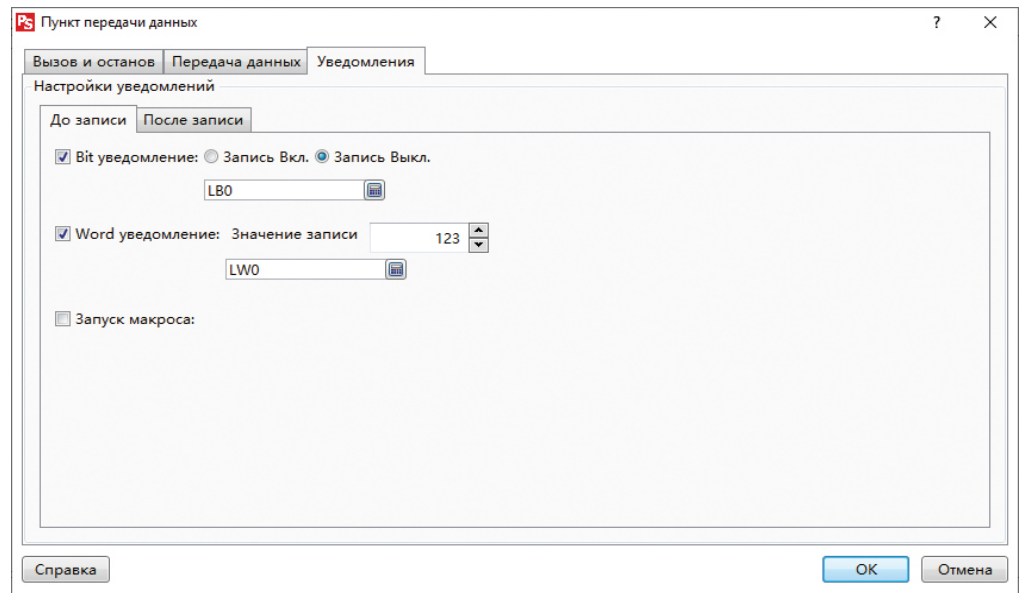 PS Пункт передачи данных ?
Вызов и останов Передача данных Уведомления
Настройки уведомлений
До записи После записи
Bit уведомление: Запись Вкл. Запись Выкл.
LB0
Word уведомление: Значение записи 123
LW0
Запуск макроса:
Справка OK Отмена